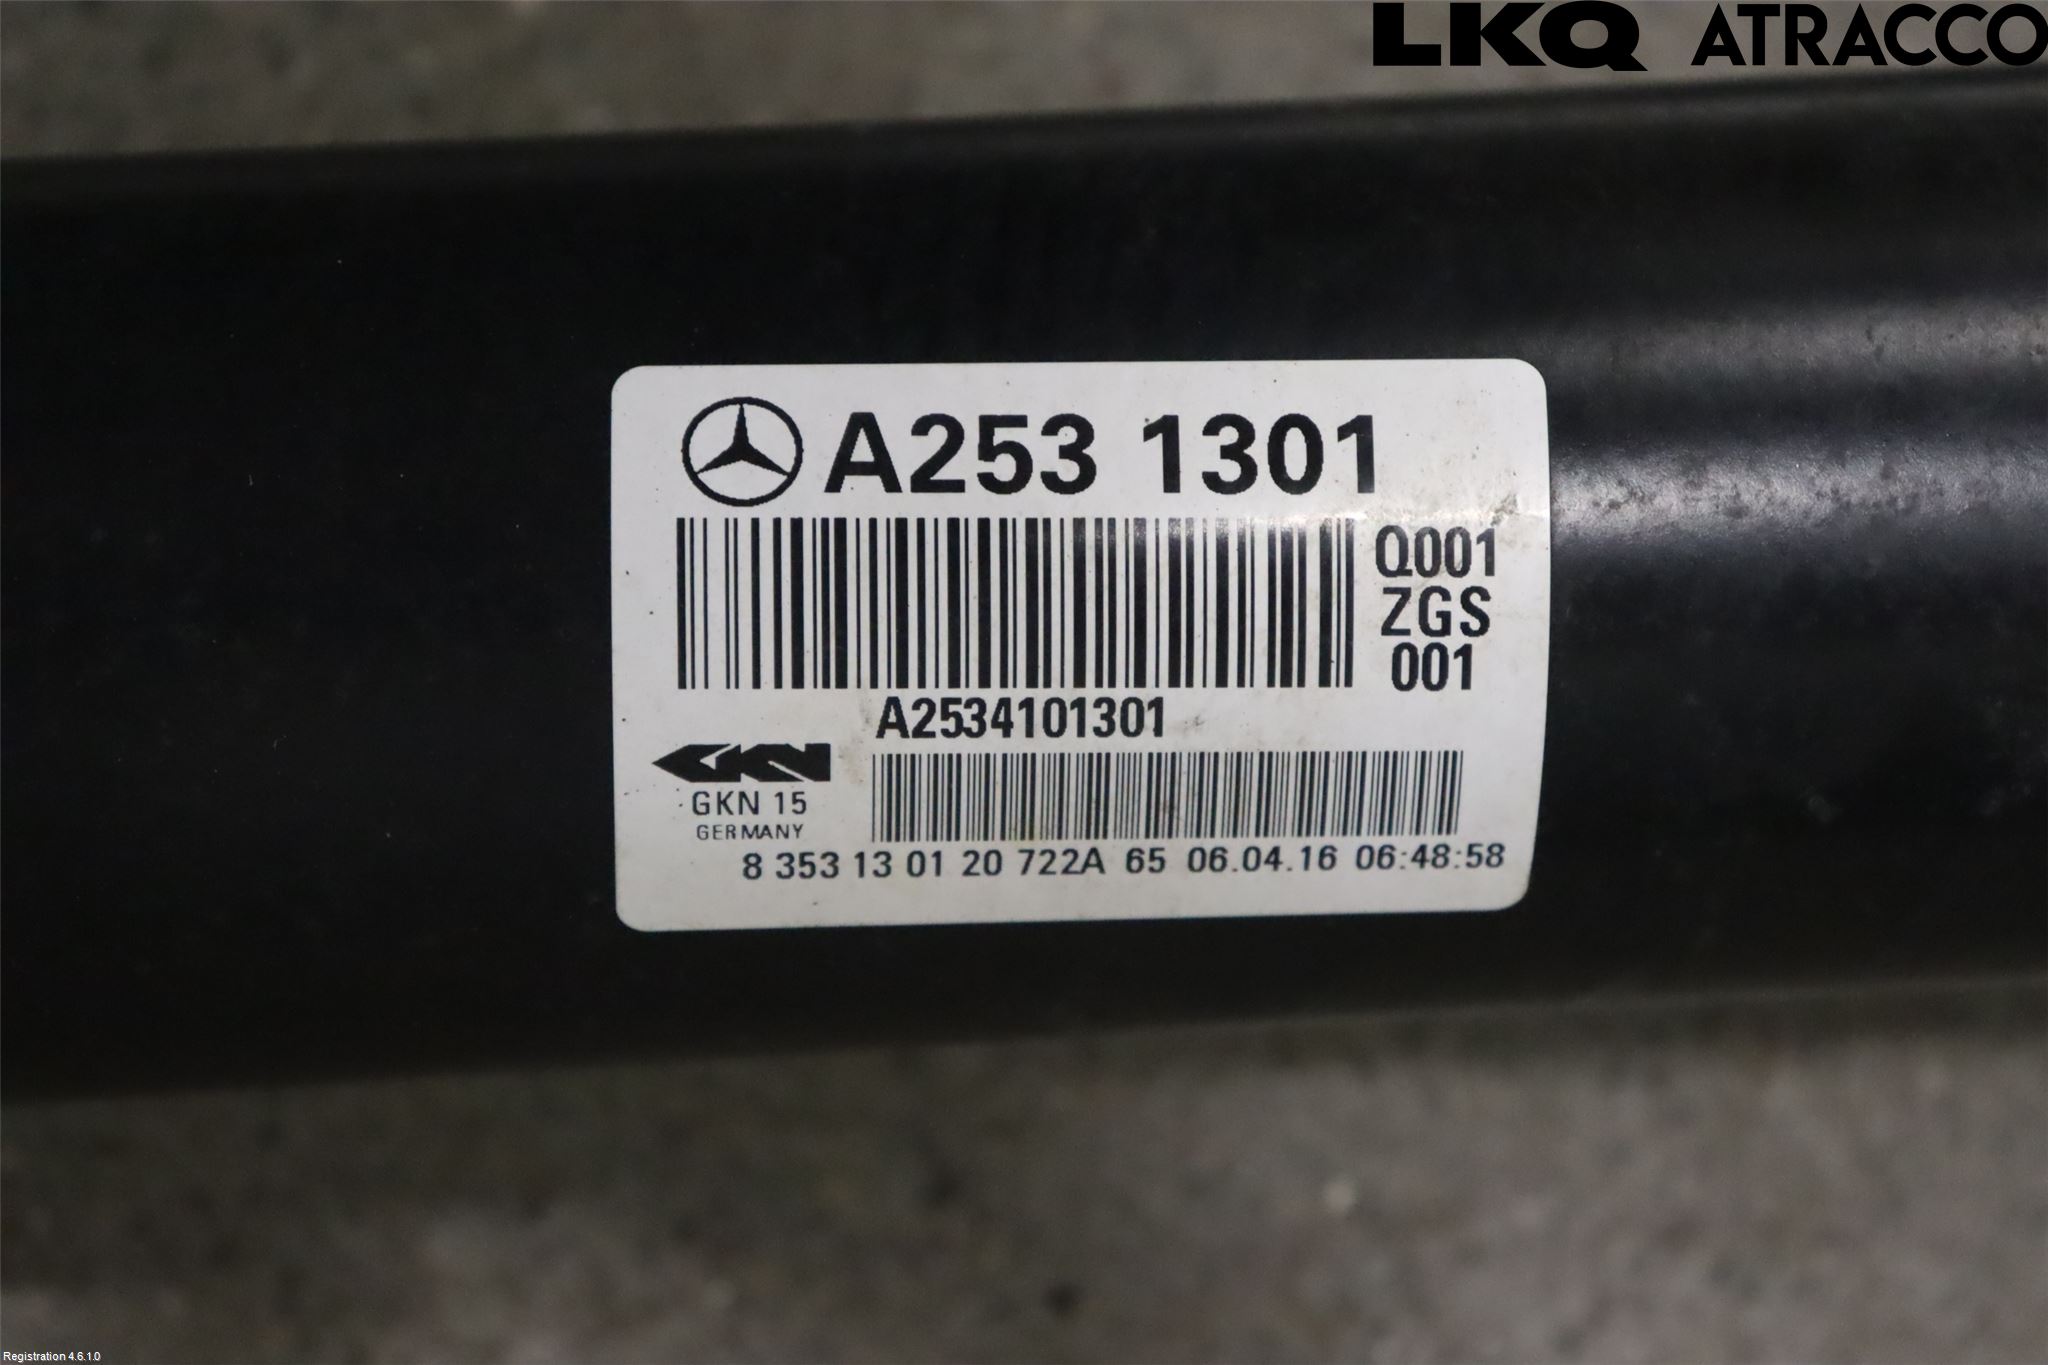 LKQ ATRACCO
A253 1301
Q001
ZGS
001
A2534101301
GKN
GKN 15
GERMANY
8 353 13 01 20 722A 65 06.04.16 06:48:58
Registration 4.6.1.0